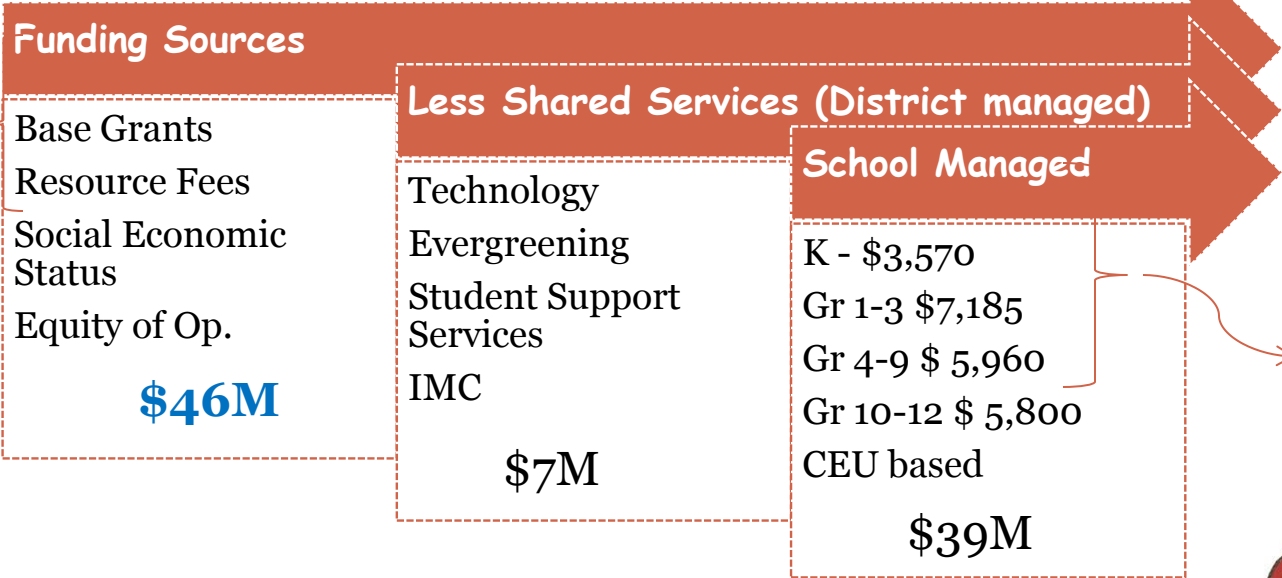 Funding Sources
Base Grants
Resource Fees
Social Economic
Status
Equity of Op.
$46M
Less Shared Services (District managed)
Technology
Evergreening
Student Support
Services
IMC
$7M
School Managed
K - $3,570
Gr 1-3 $7,185
Gr 4-9 $ 5,960
Gr 10-12 $ 5,800
CEU based
$39M